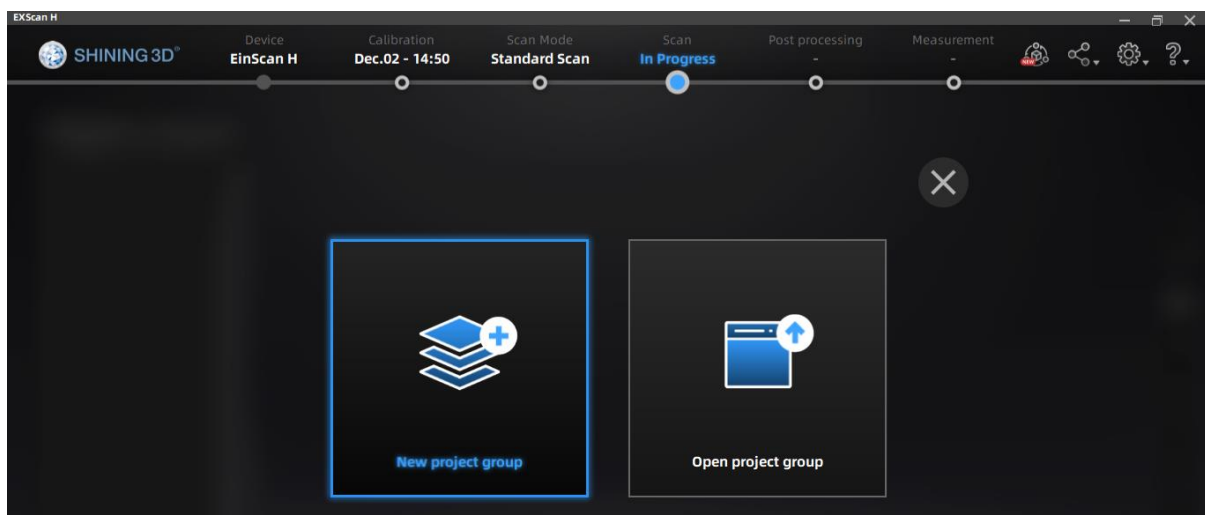 EXScan H
SHINING 3D®
Device
EinScan H
Calibration
Dec.02 - 14:50
Scan Mode
Standard Scan
Scan
In Progress
Post processing
-
Measurement
-
NEW
New project group
Open project group